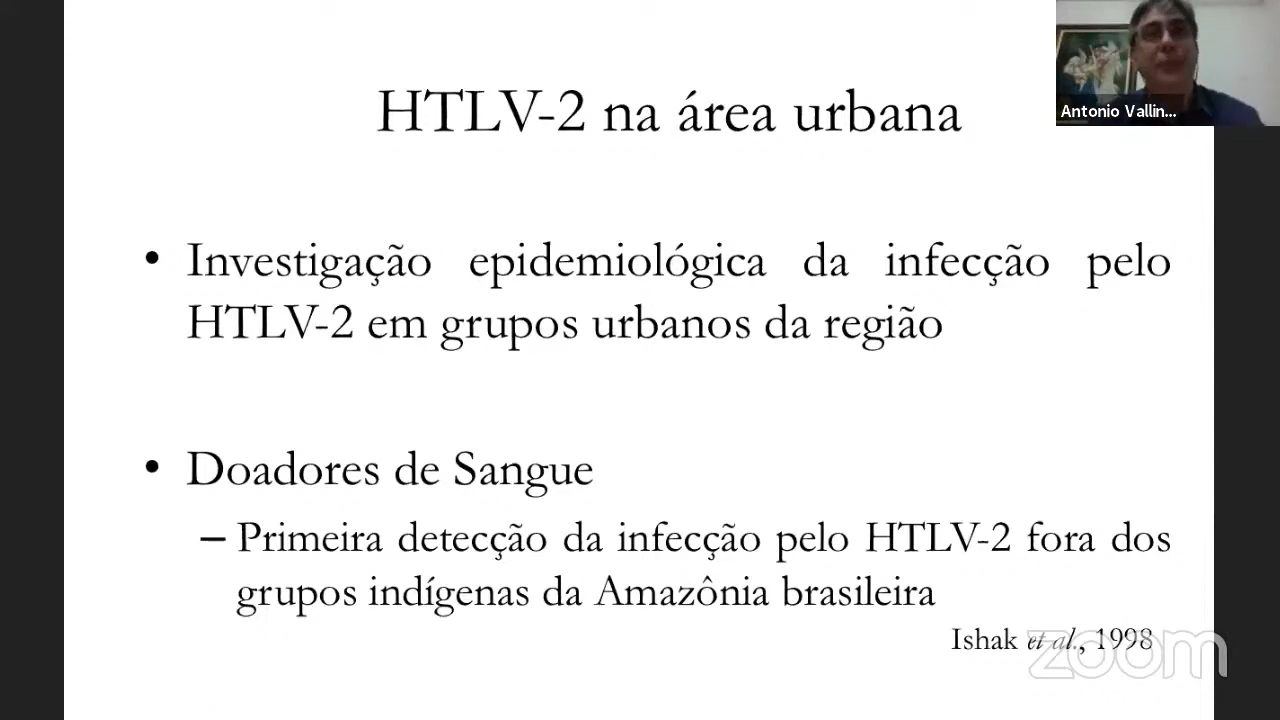 HTLV-2 na área urbana
Antonio Vallin...
• Investigação epidemiológica da infecção pelo
HTLV-2 em grupos urbanos da região
• Doadores de Sangue
– Primeira detecção da infecção pelo HTLV-2 fora dos
grupos indígenas da Amazônia brasileira
Ishak et al., 1998
zoom